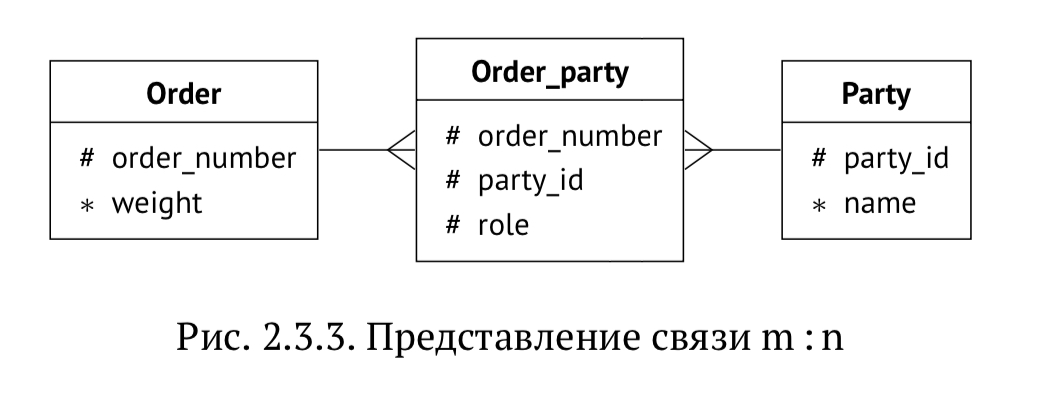 Order
# order_number
* weight
Order_party
# order_number
# party_id
# role
Party
# party_id
* name
Рис. 2.3.3. Представление связи m : n